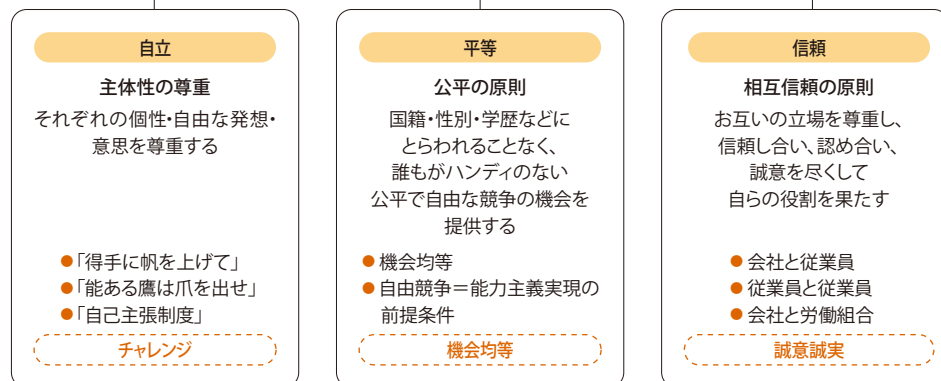 自立
主体性の尊重
それぞれの個性・自由な発想・
意思を尊重する
●「得手に帆を上げて」
●「能ある鷹は爪を出せ」
●「自己主張制度」
チャレンジ
平等
公平の原則
国籍・性別・学歴などに
とらわれることなく、
誰もがハンディのない
公平で自由な競争の機会を
提供する
● 機会均等
● 自由競争＝能力主義実現の
前提条件
機会均等
信頼
相互信頼の原則
お互いの立場を尊重し、
信頼し合い、認め合い、
誠意を尽くして
自らの役割を果たす
● 会社と従業員
● 従業員と従業員
● 会社と労働組合
誠意誠実